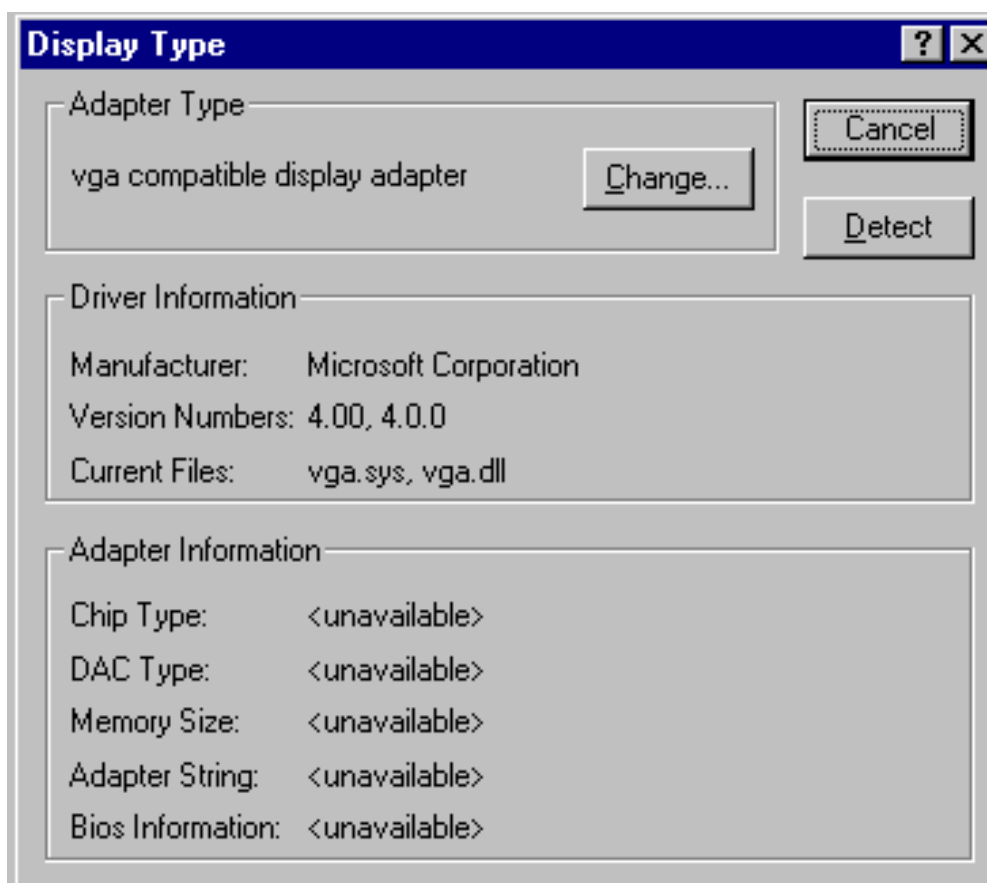 Display Type
Adapter Type
Cancel
vga compatible display adapter
Change...
Detect
Driver Information
Manufacturer: Microsoft Corporation
Version Numbers: 4.00, 4.0.0
Current Files: vga.sys, vga.dll
Adapter Information
Chip Type: <unavailable>
DAC Type: <unavailable>
Memory Size: <unavailable>
Adapter String: <unavailable>
Bios Information: <unavailable>